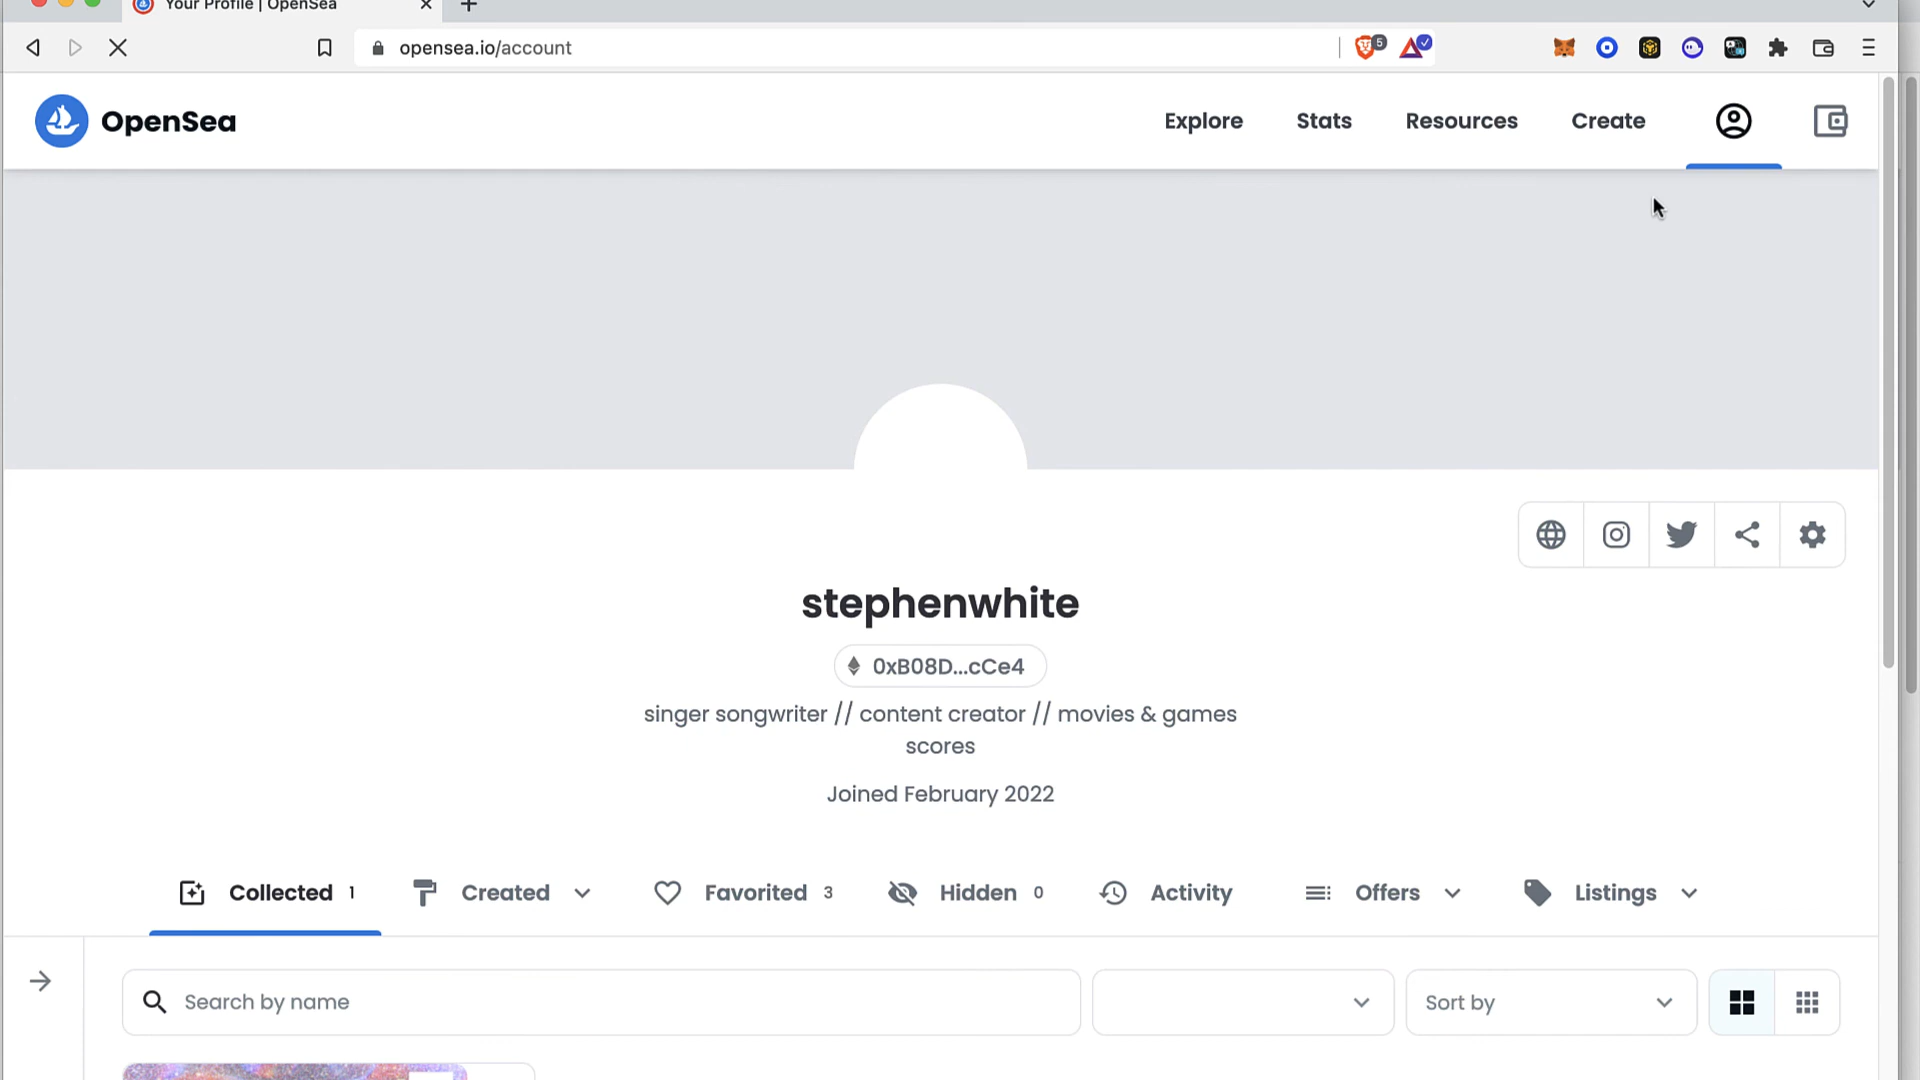 Your Profile | OpenSea
opensea.io/account
5
OpenSea
Explore
Stats
Resources
Create
stephenwhite
0xB08D...cCe4
singer songwriter // content creator // movies & games
scores
Joined February 2022
Collected 1
Created
Favorited 3
Hidden 0
Activity
Offers
Listings
Search by name
Sort by